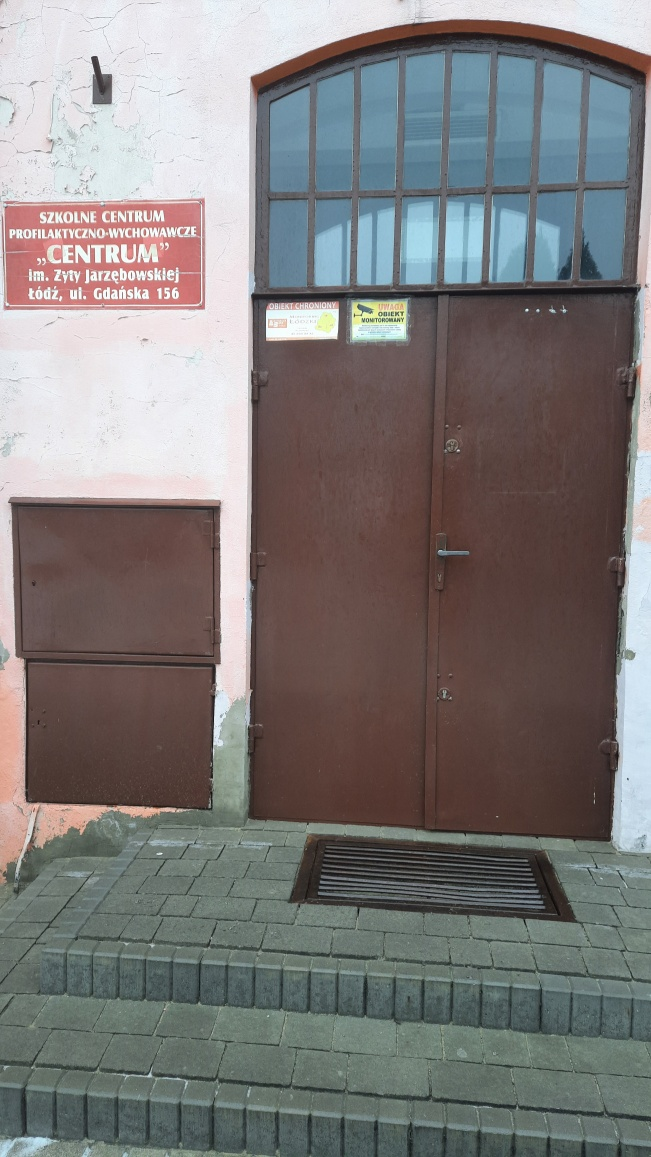 SZKOLNE CENTRUM
PROFILAKTYCZNO-WYCHOWAWCZE
„CENTRUM”
im. Zyty Jarzębowskiej
Łódź, ul. Gdańska 156
OBIEKT CHRONIONY
UWAGA
OBIEKT
MONITOROWANY